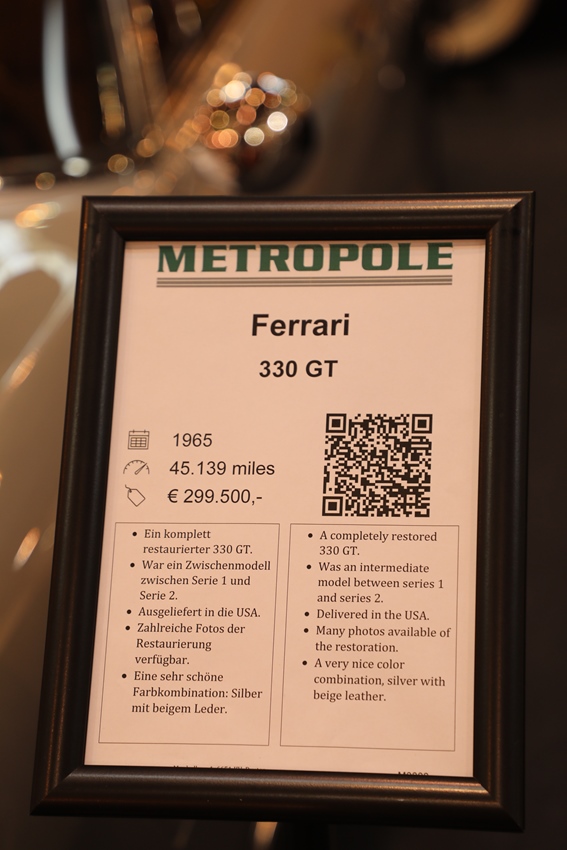 METROPOLE
Ferrari
330 GT
1965
45.139 miles
€ 299.500,-
• Ein komplett
restaurierter 330 GT.
• War ein Zwischenmodell
zwischen Serie 1 und
Serie 2.
• Ausgeliefert in die USA.
• Zahlreiche Fotos der
Restaurierung
verfügbar.
• Eine sehr schöne
Farbkombination: Silber
mit beigem Leder.
• A completely restored
330 GT.
• Was an intermediate
model between series 1
and series 2.
• Delivered in the USA.
• Many photos available of
the restoration.
• A very nice color
combination, silver with
beige leather.